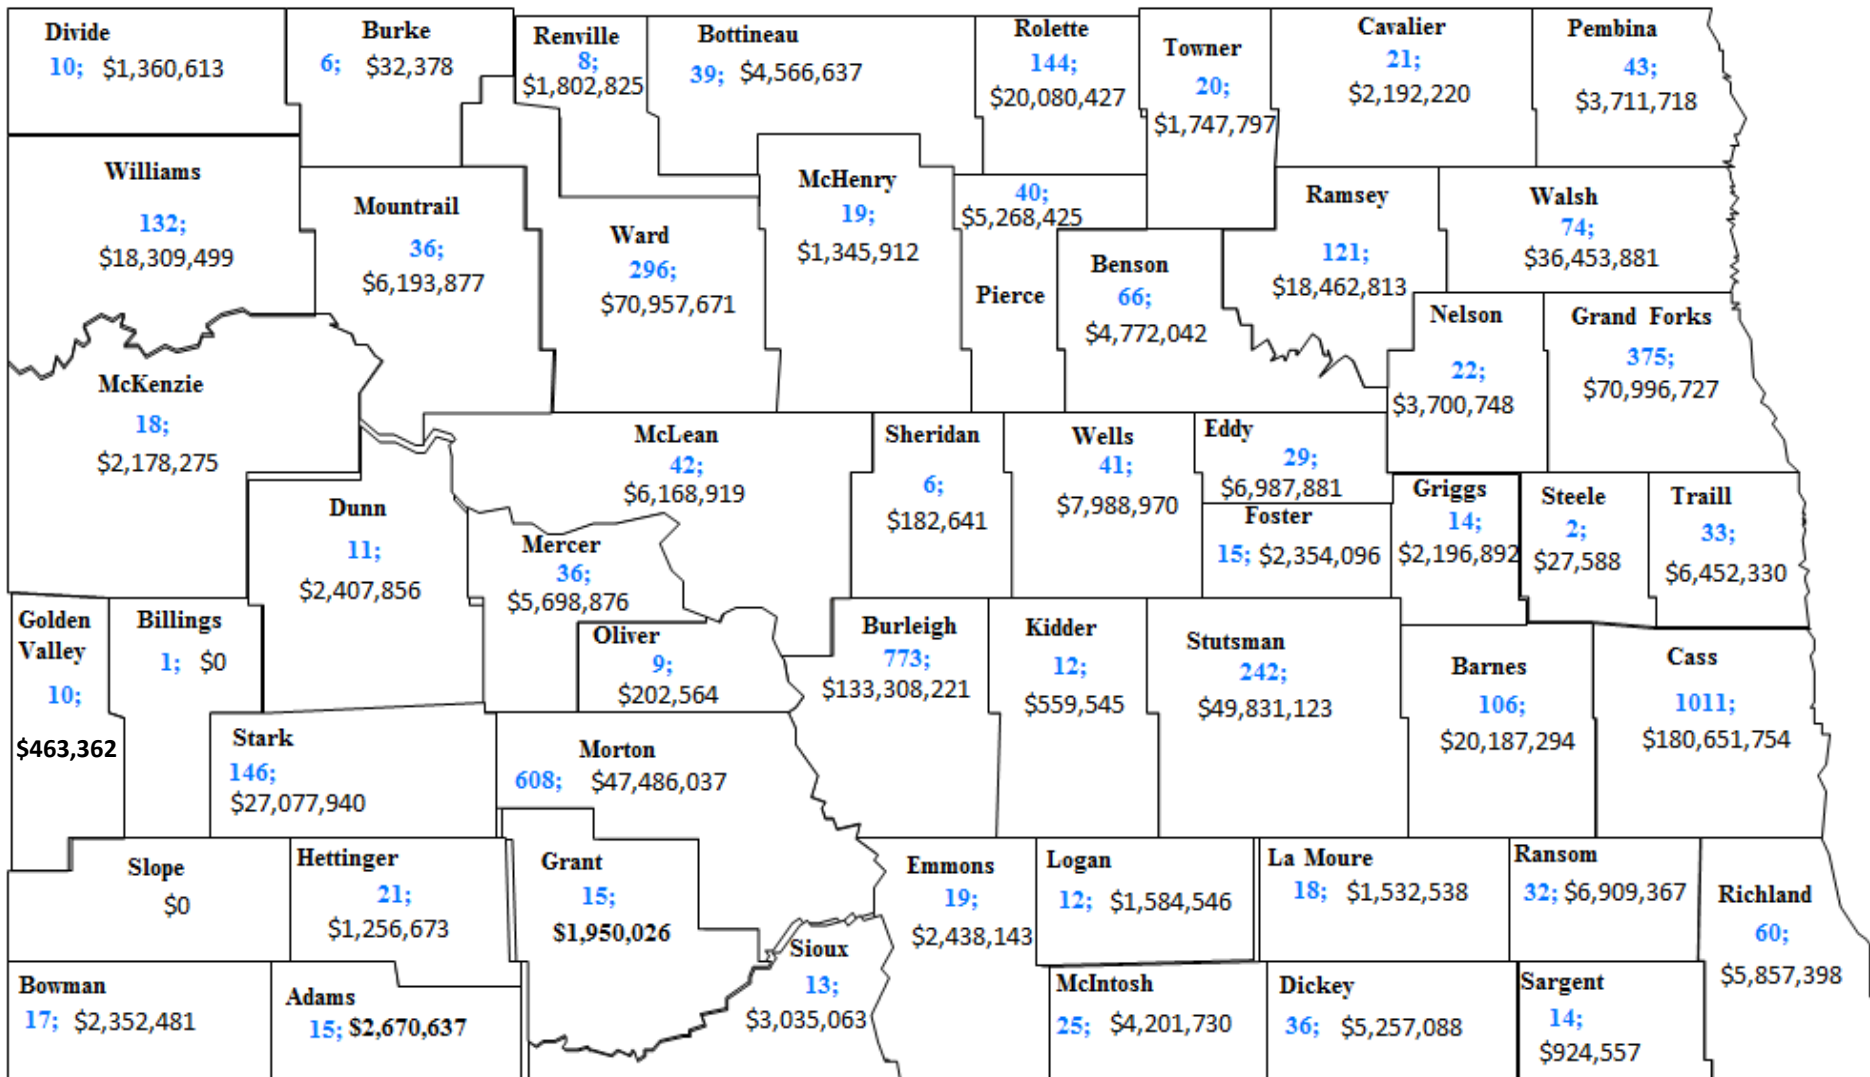 Divide
10; $1,360,613
Burke
6; $32,378
Renville
8;
$1,802,825
Bottineau
39; $4,566,637
Rolette
144;
$20,080,427
Towner
20;
$1,747,797
Cavalier
21;
$2,192,220
Pembina
43;
$3,711,718
Williams
132;
$18,309,499
Mountrail
36;
$6,193,877
Ward
296;
$70,957,671
McHenry
19;
$1,345,912
40;
$5,268,425
Pierce
Benson
66;
$4,772,042
Ramsey
121;
$18,462,813
Walsh
74;
$36,453,881
Nelson
22;
$3,700,748
Grand Forks
375;
$70,996,727
McKenzie
18;
$2,178,275
Dunn
11;
$2,407,856
McLean
42;
$6,168,919
Mercer
36;
$5,698,876
Oliver
9;
$202,564
Sheridan
6;
$182,641
Wells
41;
$7,988,970
Eddy
29;
$6,987,881
Foster
15; $2,354,096
Griggs
14;
$2,196,892
Steele
2;
$27,588
Traill
33;
$6,452,330
Golden
Valley
10;
$463,362
Billings
1; $0
Stark
146;
$27,077,940
Morton
608; $47,486,037
Burleigh
773;
$133,308,221
Kidder
12;
$559,545
Stutsman
242;
$49,831,123
Barnes
106;
$20,187,294
Cass
1011;
$180,651,754
Slope
$0
Hettinger
21;
$1,256,673
Grant
15;
$1,950,026
Sioux
13;
$3,035,063
Emmons
19;
$2,438,143
Logan
12; $1,584,546
La Moure
18; $1,532,538
Ransom
32; $6,909,367
Richland
60;
$5,857,398
Bowman
17; $2,352,481
Adams
15; $2,670,637
McIntosh
25; $4,201,730
Dickey
36; $5,257,088
Sargent
14;
$924,557